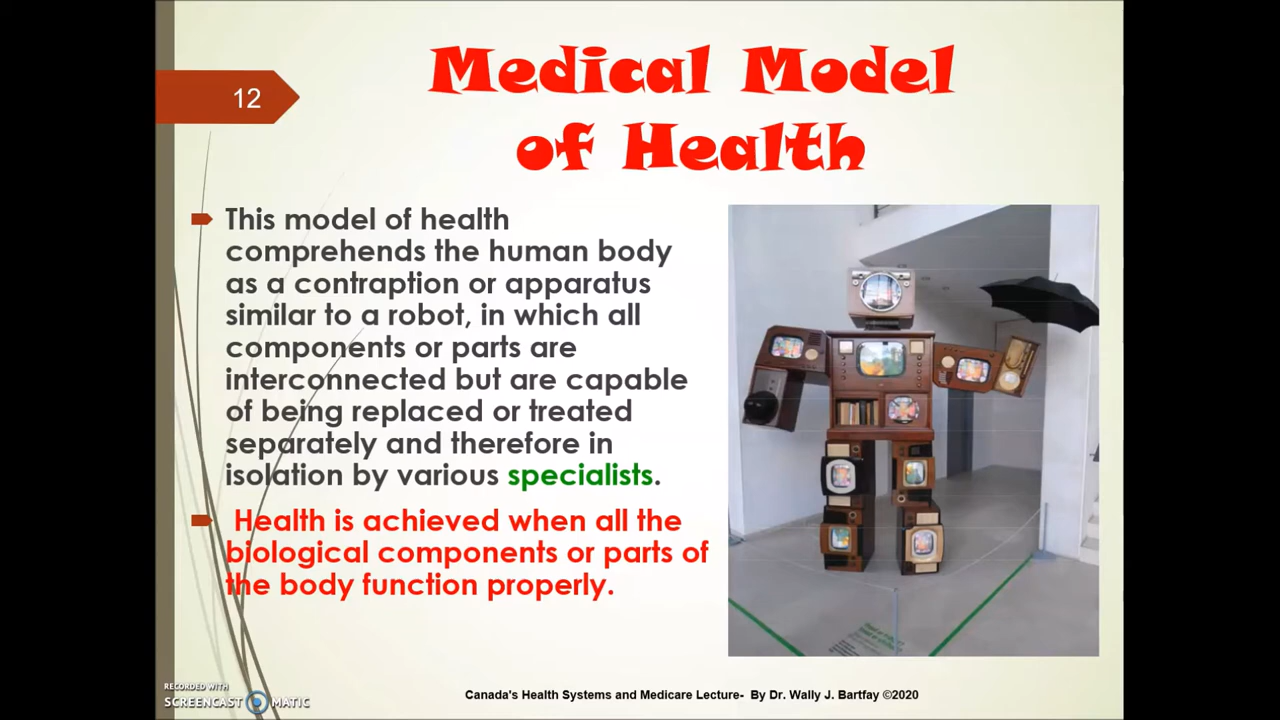 12
Medical Model
of Health
This model of health
comprehends the human body
as a contraption or apparatus
similar to a robot, in which all
components or parts are
interconnected but are capable
of being replaced or treated
separately and therefore in
isolation by various specialists.
Health is achieved when all the
biological components or parts of
the body function properly.
RECORDED WITH
SCREENCAST MATIC
Canada's Health Systems and Medicare Lecture- By Dr. Wally J. Bartfay ©2020